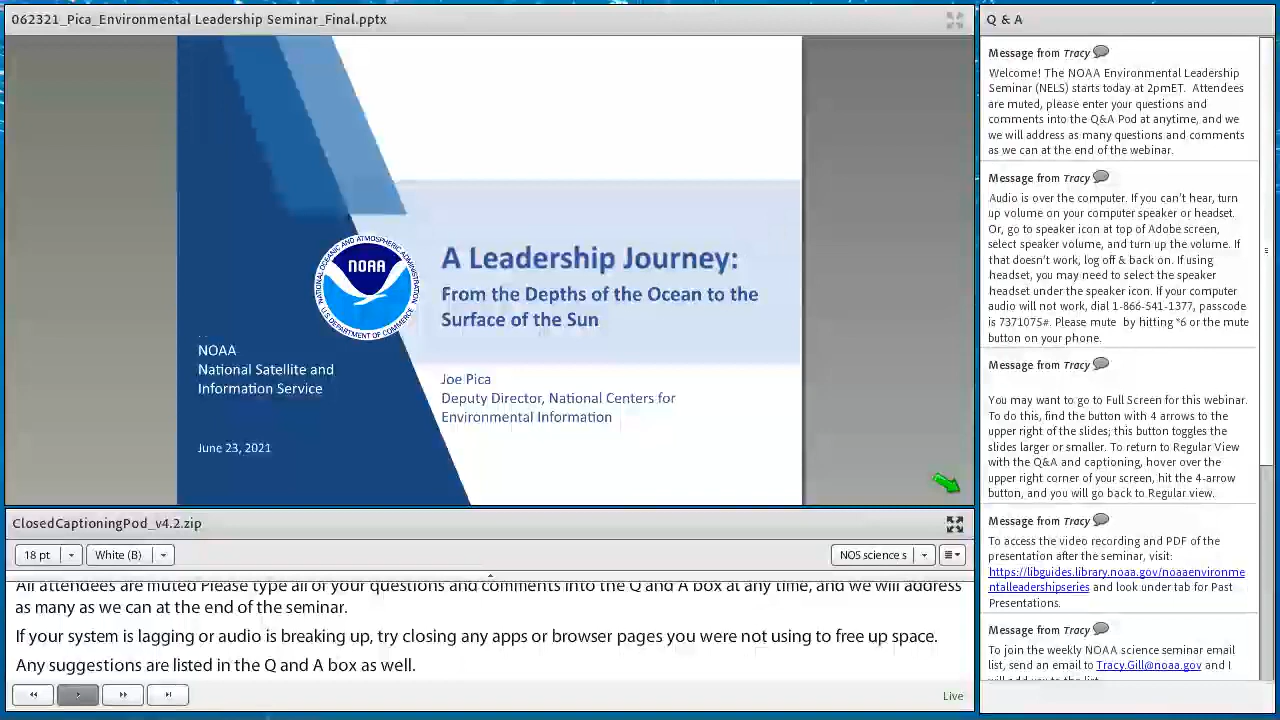 062321_Pica_Environmental Leadership Seminar_Final.pptx
NATIONAL OCEANIC AND ATMOSPHERIC ADMINISTRATION
NOAA
U.S. DEPARTMENT OF COMMERCE
A Leadership Journey:
From the Depths of the Ocean to the
Surface of the Sun
NOAA
National Satellite and
Information Service
June 23, 2021
Joe Pica
Deputy Director, National Centers for
Environmental Information
ClosedCaptioningPod_v4.2.zip
18 pt
White (B)
NOS science s
All attendees are muted Please type all of your questions and comments into the Q and A box at any time, and we will address
as many as we can at the end of the seminar.
If your system is lagging or audio is breaking up, try closing any apps or browser pages you were not using to free up space.
Any suggestions are listed in the Q and A box as well.
Live
Q & A
Message from Tracy
Welcome! The NOAA Environmental Leadership
Seminar (NELS) starts today at 2pmET. Attendees
are muted, please enter your questions and
comments into the Q&A Pod at anytime, and we
we will address as many questions and comments
as we can at the end of the webinar.
Message from Tracy
Audio is over the computer. If you can't hear, turn
up volume on your computer speaker or headset.
Or, go to speaker icon at top of Adobe screen,
select speaker volume, and turn up the volume. If
that doesn't work, log off & back on. If using
headset, you may need to select the speaker
headset under the speaker icon. If your computer
audio will not work, dial 1-866-541-1377, passcode
is 7371075#. Please mute by hitting *6 or the mute
button on your phone.
Message from Tracy
You may want to go to Full Screen for this webinar.
To do this, find the button with 4 arrows to the
upper right of the slides; this button toggles the
slides larger or smaller. To return to Regular View
with the Q&A and captioning, hover over the
upper right corner of your screen, hit the 4-arrow
button, and you will go back to Regular view.
Message from Tracy
To access the video recording and PDF of the
presentation after the seminar, visit:
https://libguides.library.noaa.gov/noaaenvironme
ntalleadershipseries and look under tab for Past
Presentations.
Message from Tracy
To join the weekly NOAA science seminar email
list, send an email to Tracy.Gill@noaa.gov and I
will add you to the list